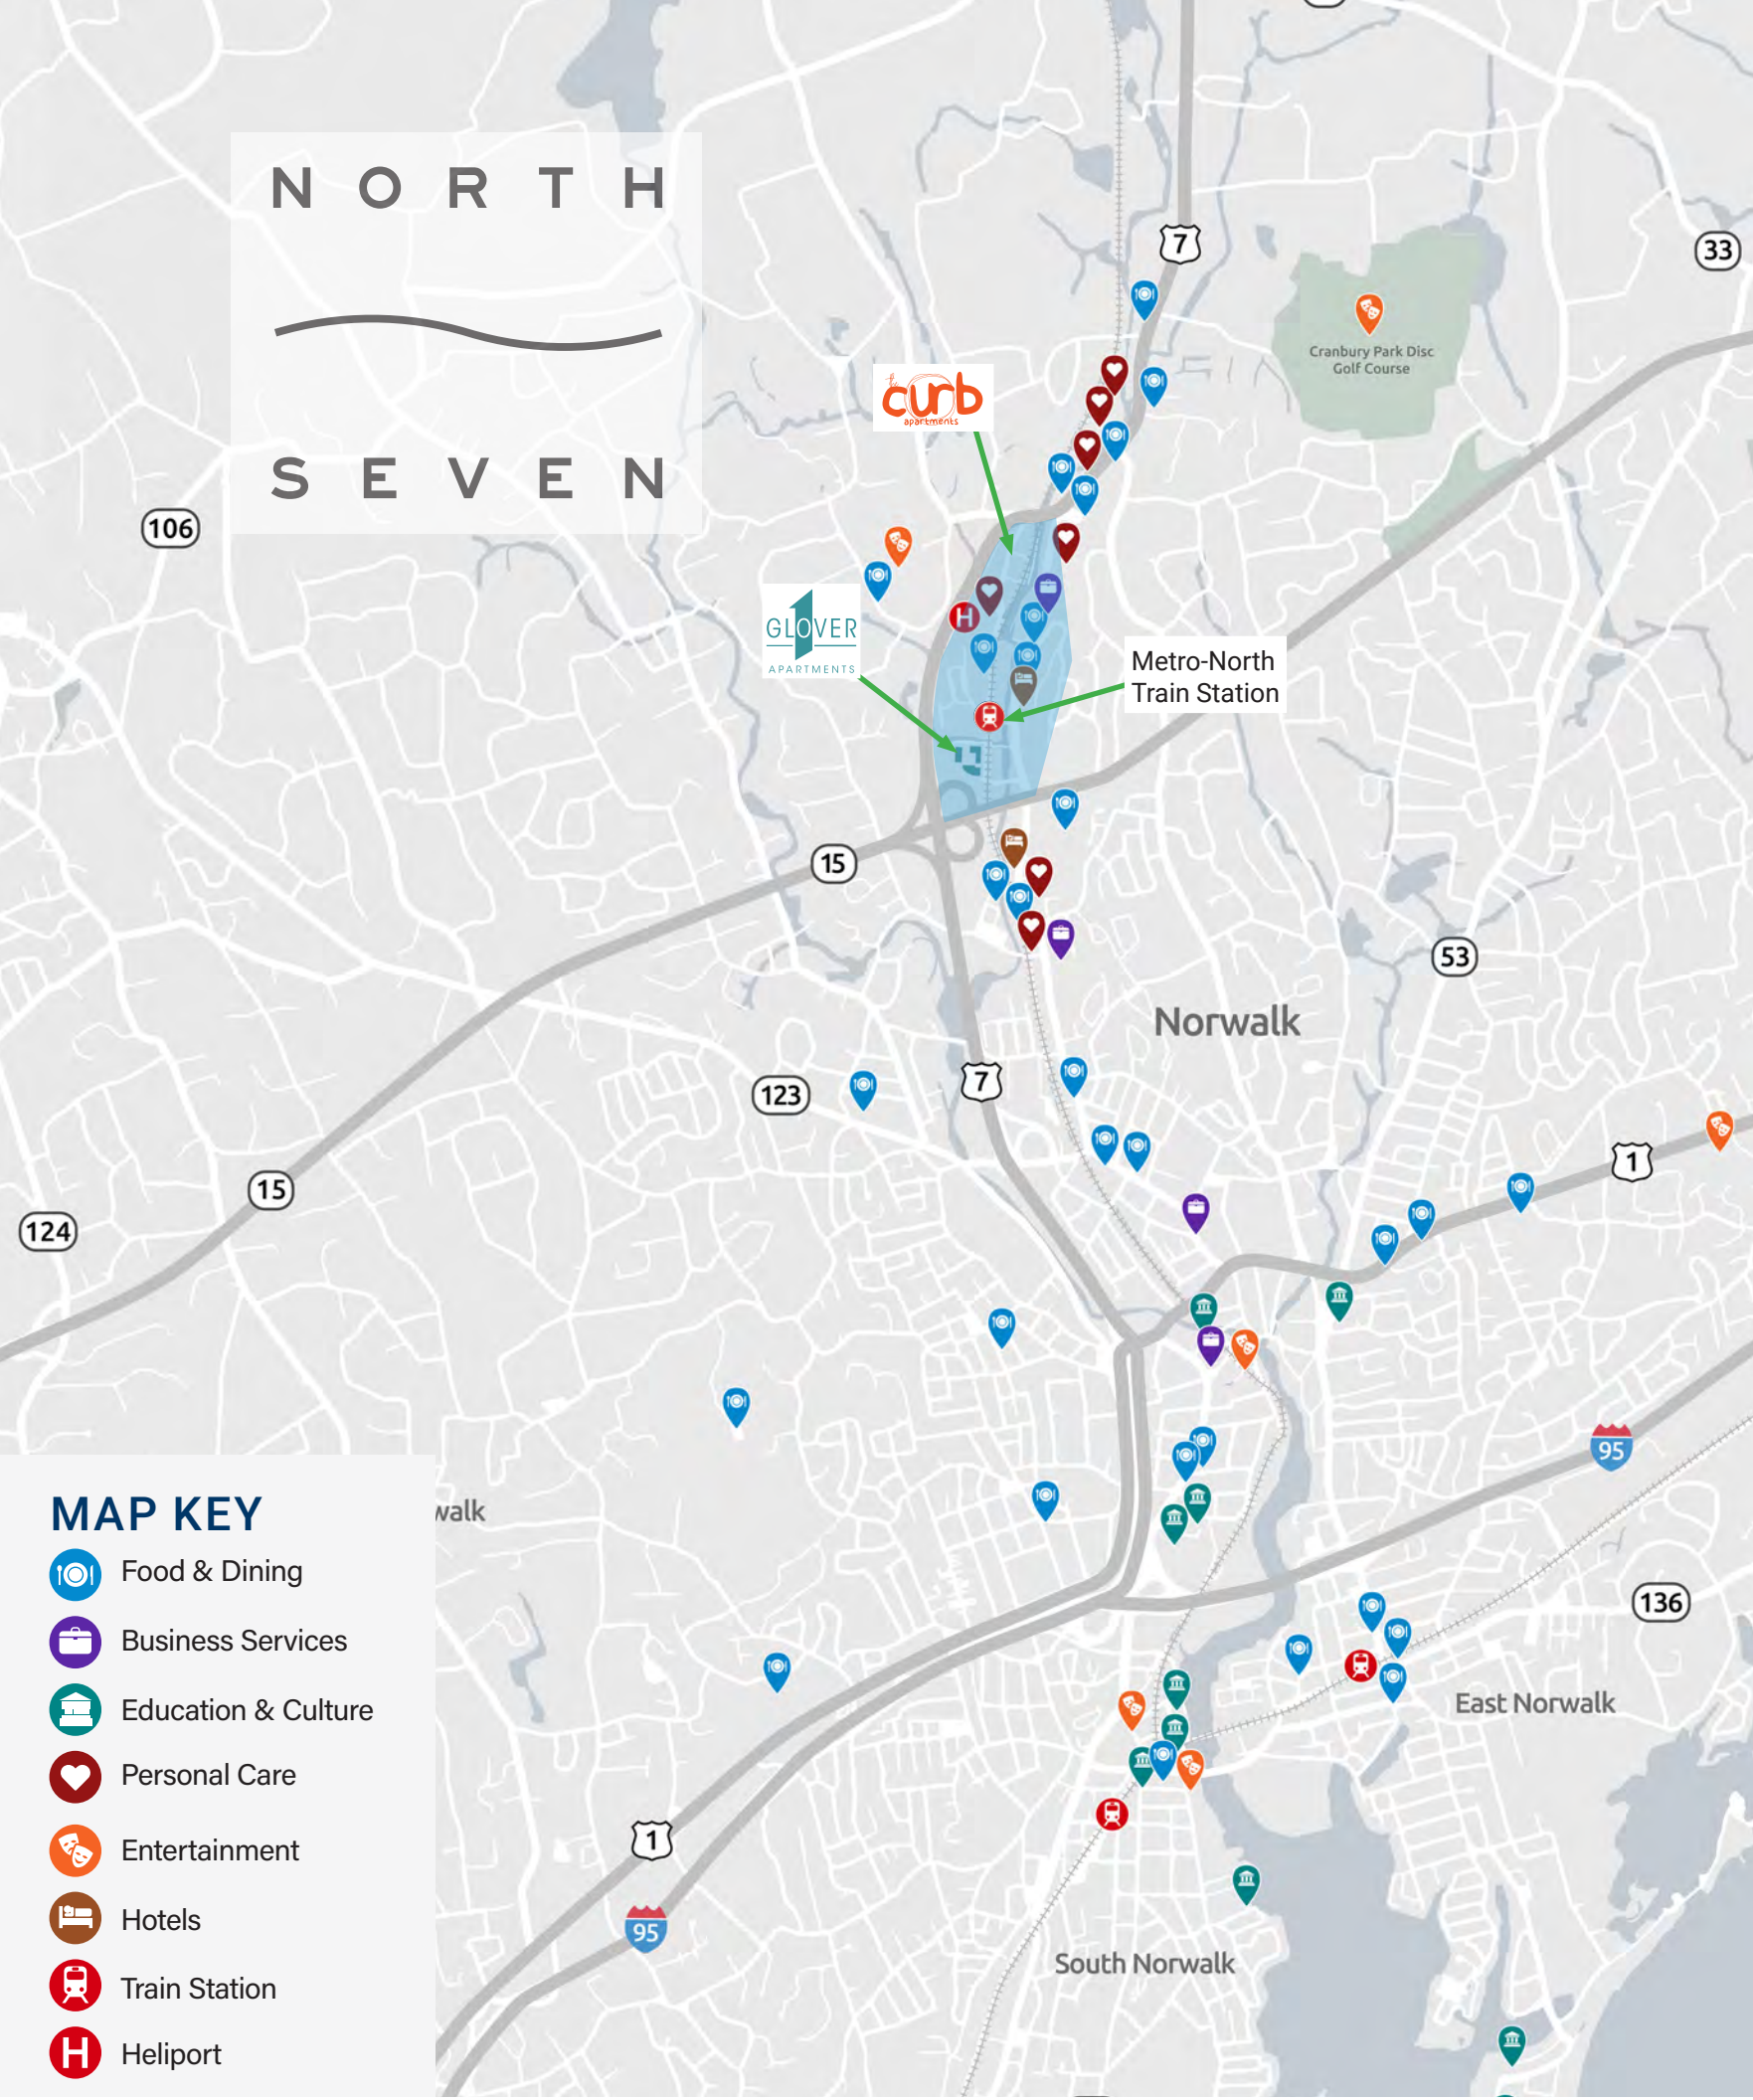 NORTH
SEVEN
7
33
Cranbury Park Disc
Golf Course
the
curb
apartments
106
GLOVER
APARTMENTS
H
Metro-North
Train Station
15
53
Norwalk
7
123
1
15
124
95
walk
136
East Norwalk
1
95
South Norwalk
MAP KEY
Food & Dining
Business Services
Education & Culture
Personal Care
Entertainment
Hotels
Train Station
H Heliport